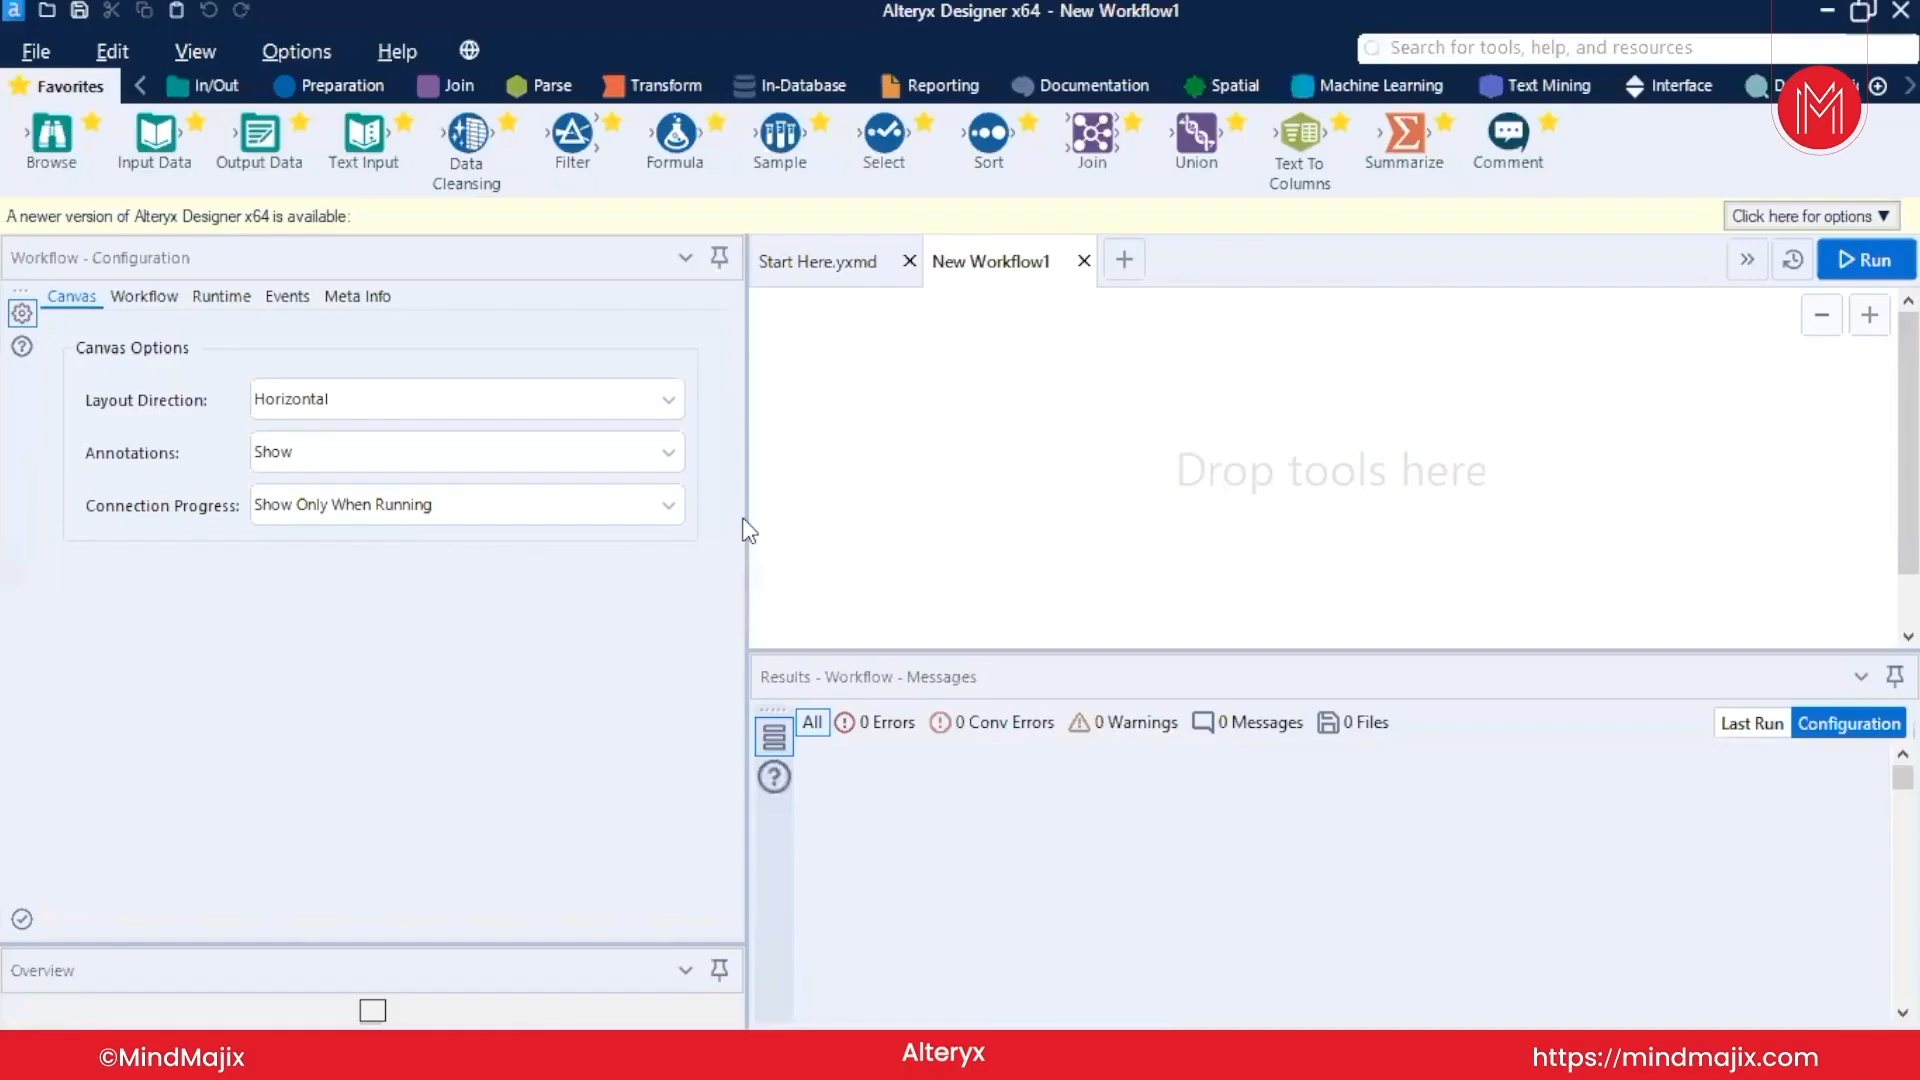 Alteryx Designer x64 - New Workflow1
File Edit View Options Help
Search for tools, help, and resources
Favorites In/Out Preparation Join Parse Transform In-Database Reporting Documentation Spatial Machine Learning Text Mining Interface
Browse Input Data Output Data Text Input Data Cleansing Filter Formula Sample Select Sort Join Union Text To Columns Summarize Comment
A newer version of Alteryx Designer x64 is available:
Click here for options ▼
Workflow - Configuration
Start Here.yxmd
New Workflow1
Run
Canvas Workflow Runtime Events Meta Info
Canvas Options
Layout Direction: Horizontal
Annotations: Show
Connection Progress: Show Only When Running
Drop tools here
Results - Workflow - Messages
All 0 Errors 0 Conv Errors 0 Warnings 0 Messages 0 Files
Last Run Configuration
Overview
©MindMajix
Alteryx
https://mindmajix.com